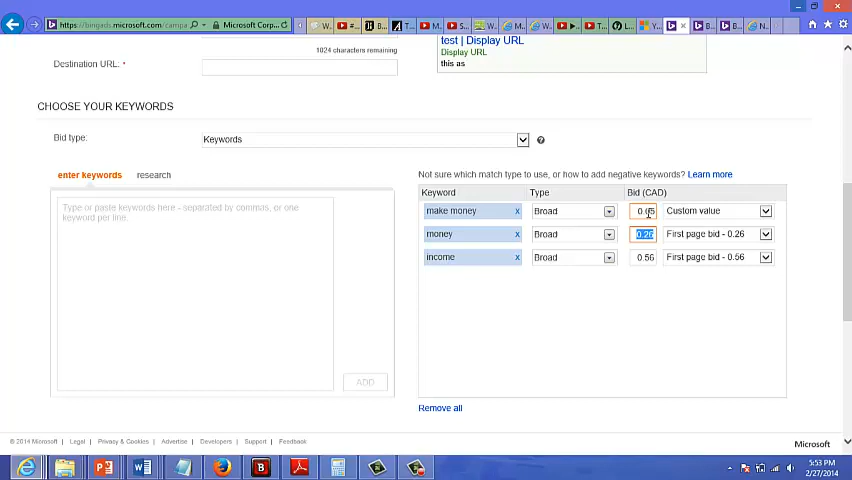 https://bingads.microsoft.com/campa
Microsoft Corp...
1024 characters remaining
Destination URL: *
test | Display URL
Display URL
this as
CHOOSE YOUR KEYWORDS
Bid type:
Keywords
enter keywords
research
Type or paste keywords here - separated by commas, or one
keyword per line.
ADD
Not sure which match type to use, or how to add negative keywords? Learn more
Keyword
Type
Bid (CAD)
make money
x
Broad
Custom value
money
x
Broad
0.26
First page bid - 0.26
income
x
Broad
0.56
First page bid - 0.56
Remove all
© 2014 Microsoft | Legal | Privacy & Cookies | Advertise | Developers | Support | Feedback
Microsoft
5:53 PM
2/27/2014